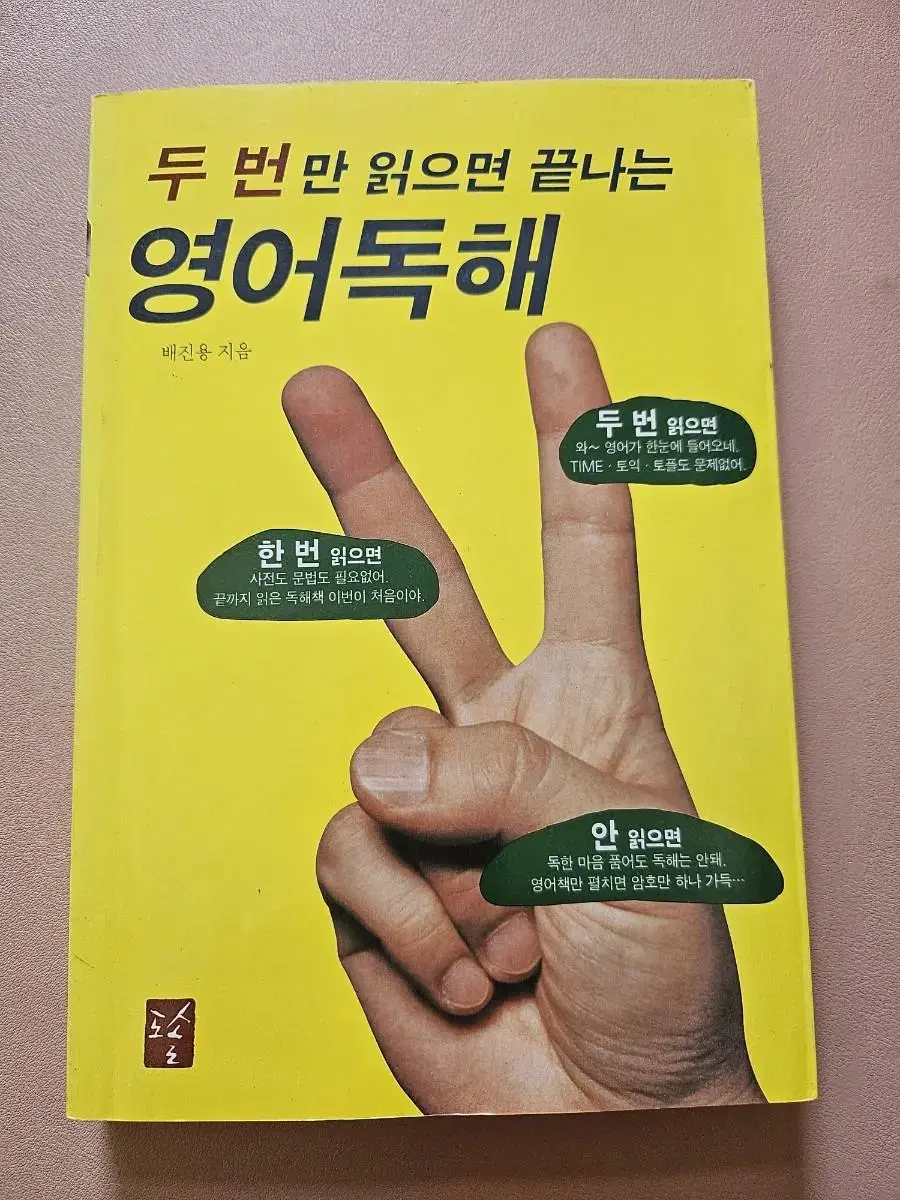 두 번만 읽으면 끝나는
영어독해
배진용 지음
두 번 읽으면
와~ 영어가 한눈에 들어오네.
TIME · 토익 · 토플도 문제없어.
한 번 읽으면
사전도 문법도 필요없어.
끝까지 읽은 독해책 이번이 처음이야.
안 읽으면
독한 마음 품어도 독해는 안돼.
영어책만 펼치면 암호만 하나 가득…
도솔